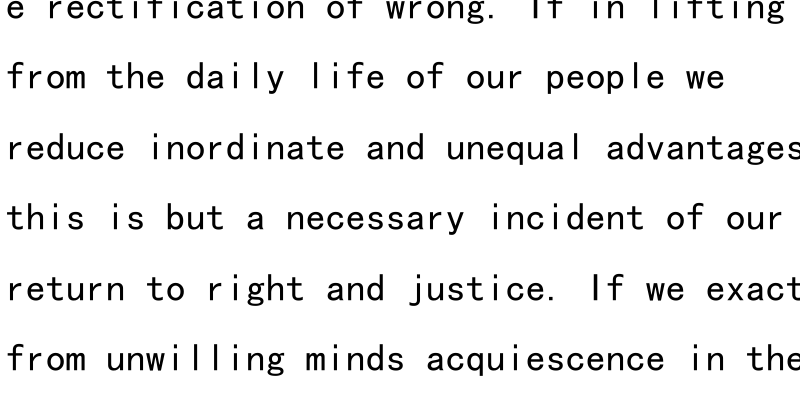 e rectification of wrong. If in lifting
from the daily life of our people we
reduce inordinate and unequal advantages
this is but a necessary incident of our
return to right and justice. If we exact
from unwilling minds acquiescence in the